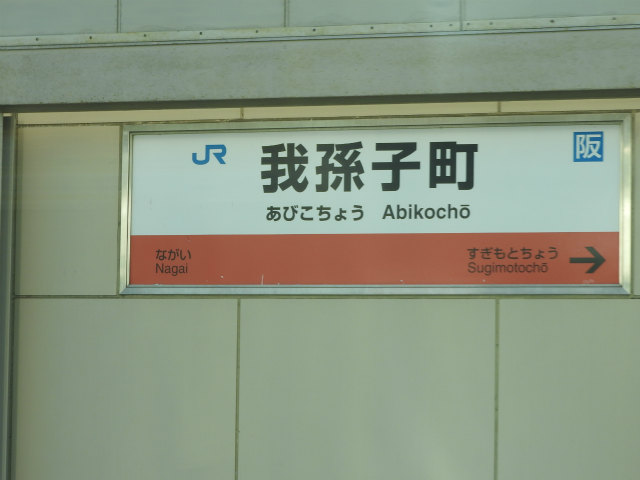 JR 我孫子町 阪
あびこちょう Abikochō
ながい すぎもとちょう
Nagai Sugimotochō →